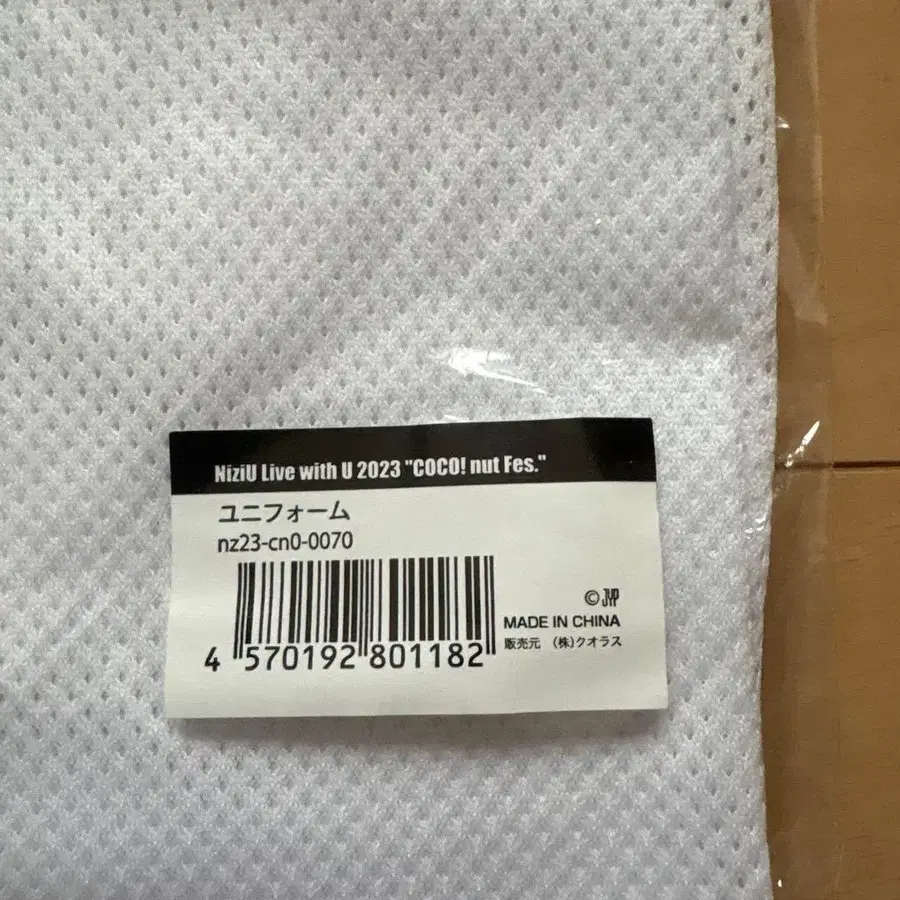 NiziU Live with U 2023 "COCO! nut Fes."
ユニフォーム
nz23-cn0-0070
© JYP
MADE IN CHINA
販売元 (株)クオラス
4 570192 801182